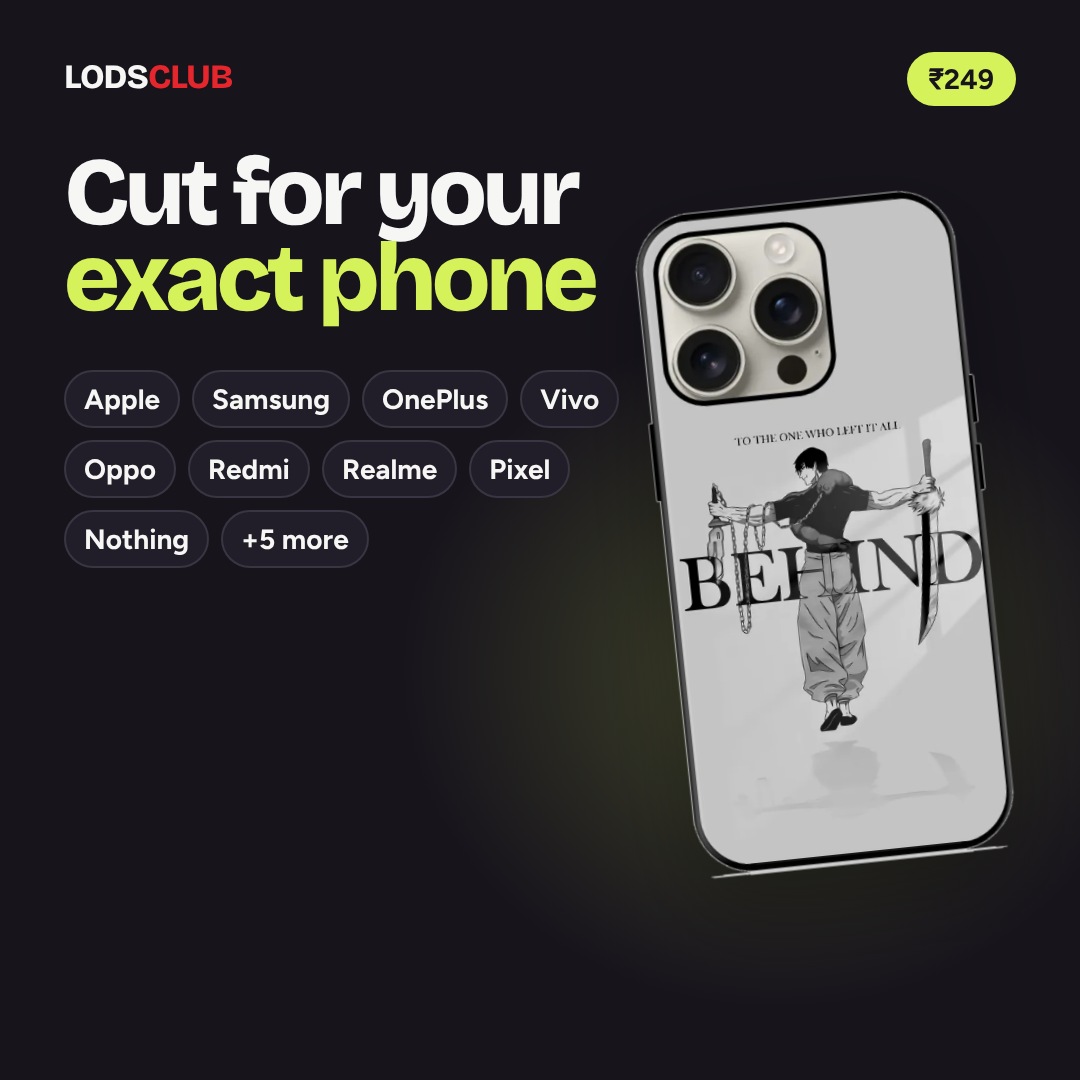 LODSCLUB
₹249
Cut for your
exact phone
Apple Samsung OnePlus Vivo
Oppo Redmi Realme Pixel
Nothing +5 more
TO THE ONE WHO LEFT IT ALL
BEHIND